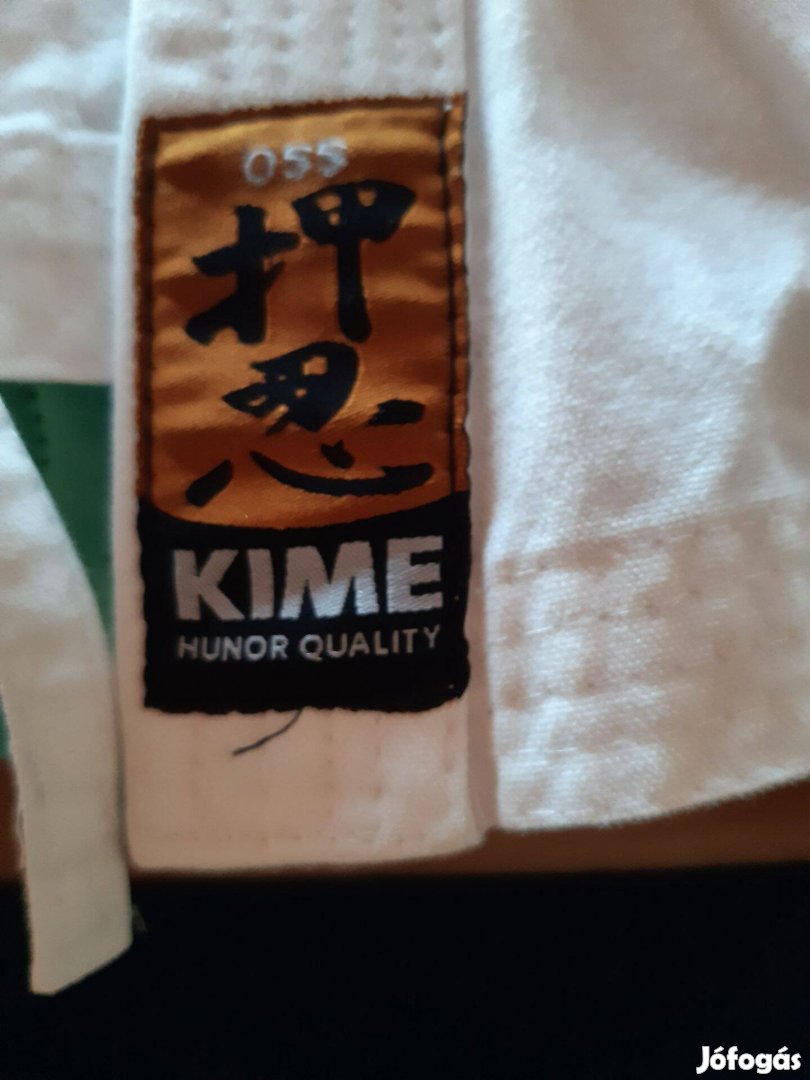 OSS
押
忍
KIME
HUNOR QUALITY
Jófogás